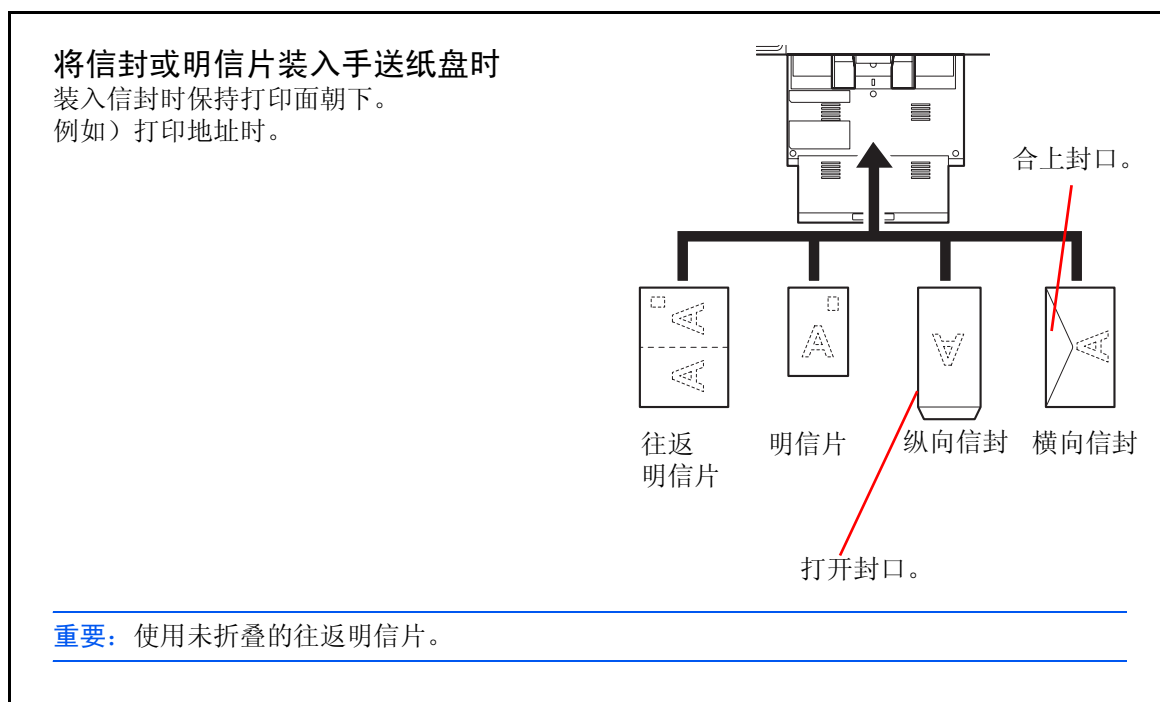 将信封或明信片装入手送纸盘时
装入信封时保持打印面朝下。
例如）打印地址时。
合上封口。
A
A
A
A
A
往返
明信片
明信片
纵向信封
横向信封
打开封口。
重要：使用未折叠的往返明信片。